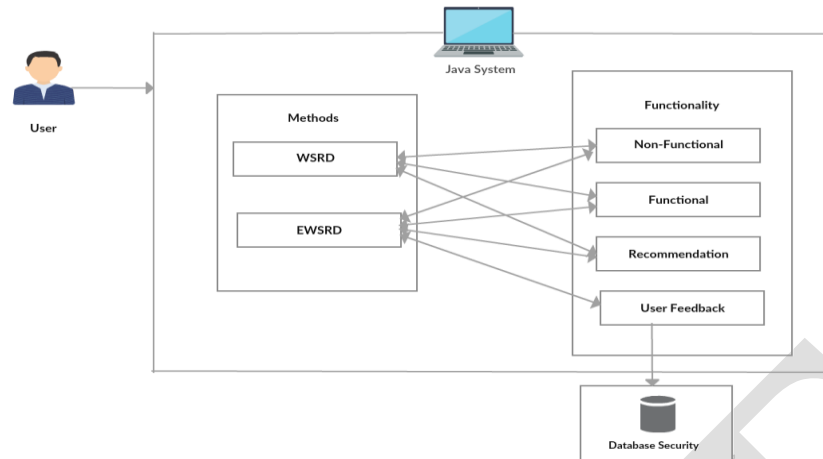 Java System
User
Methods
WSRD
EWSRD
Functionality
Non-Functional
Functional
Recommendation
User Feedback
Database Security